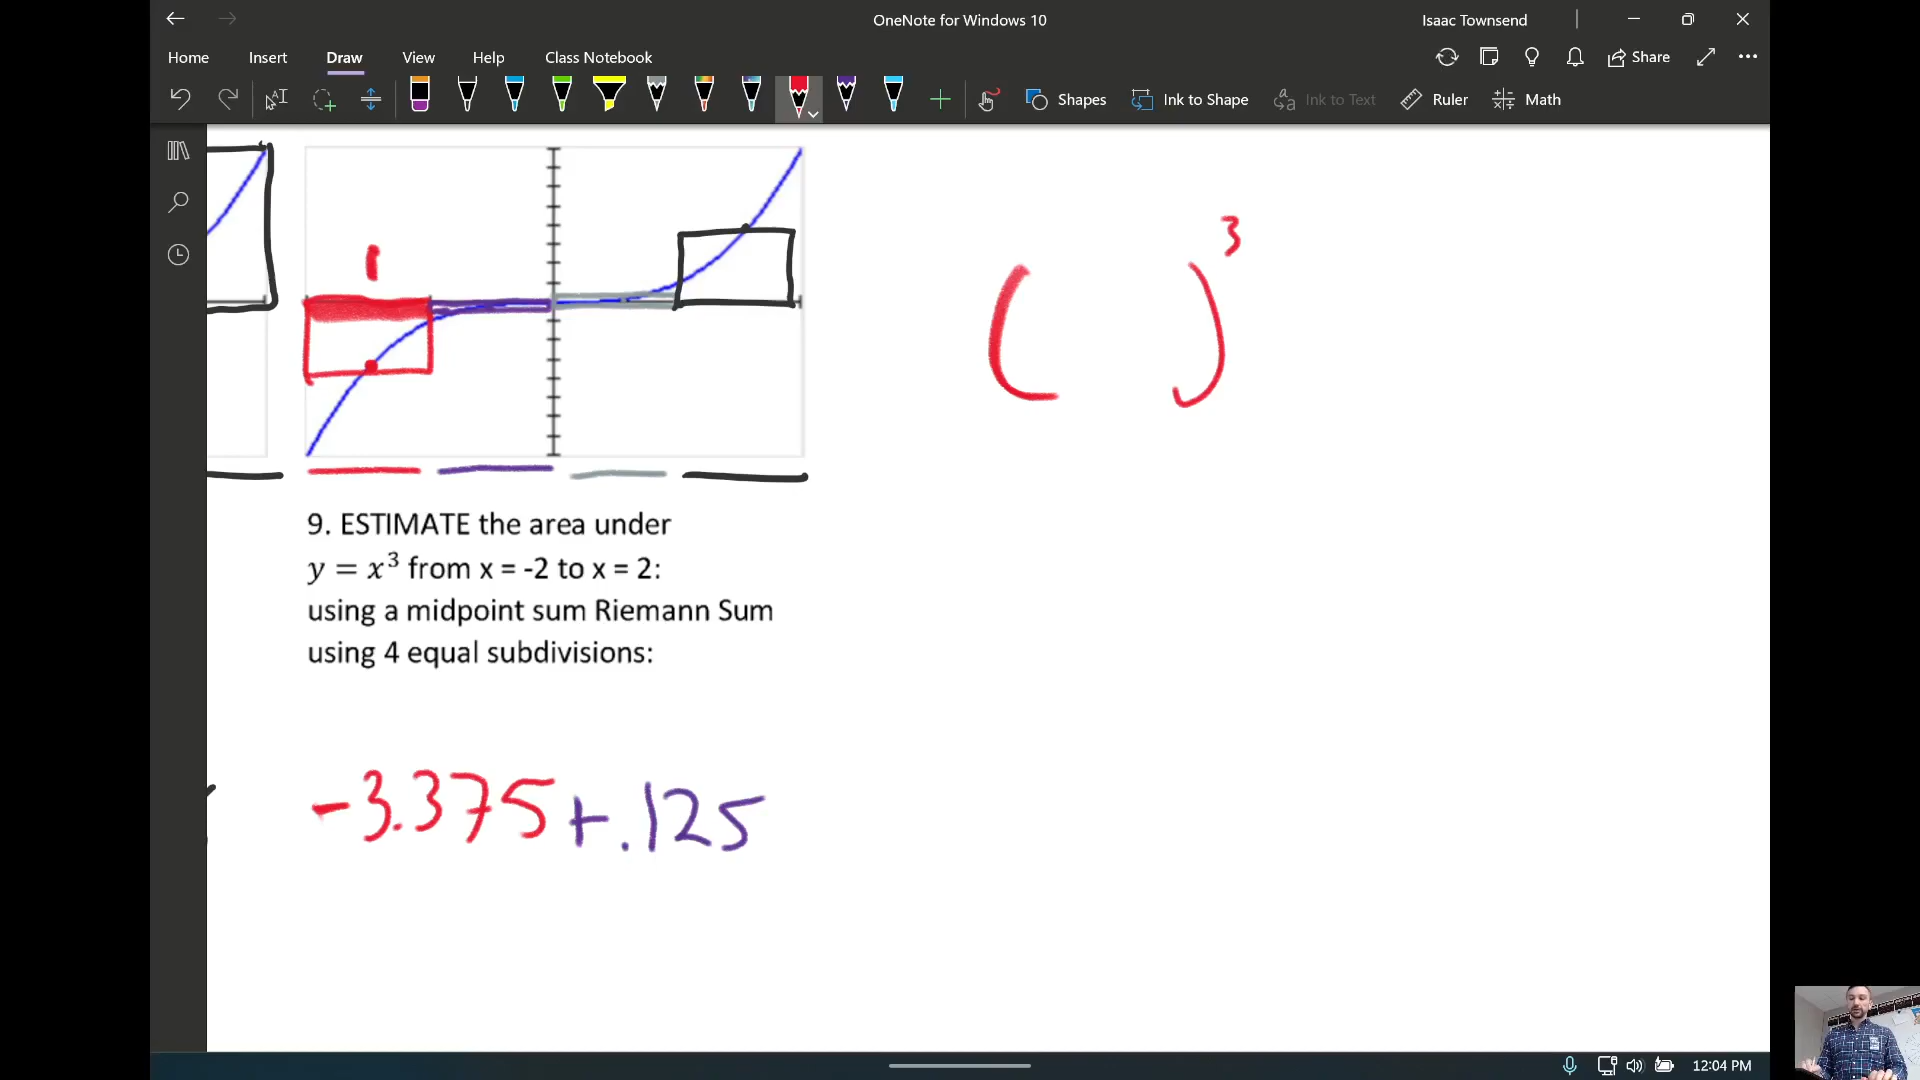 OneNote for Windows 10
Isaac Townsend
Home Insert Draw View Help Class Notebook
Share
Shapes Ink to Shape Ink to Text Ruler Math
1
( )³
9. ESTIMATE the area under
y = x³ from x = -2 to x = 2:
using a midpoint sum Riemann Sum
using 4 equal subdivisions:
-3.375+.125
12:04 PM